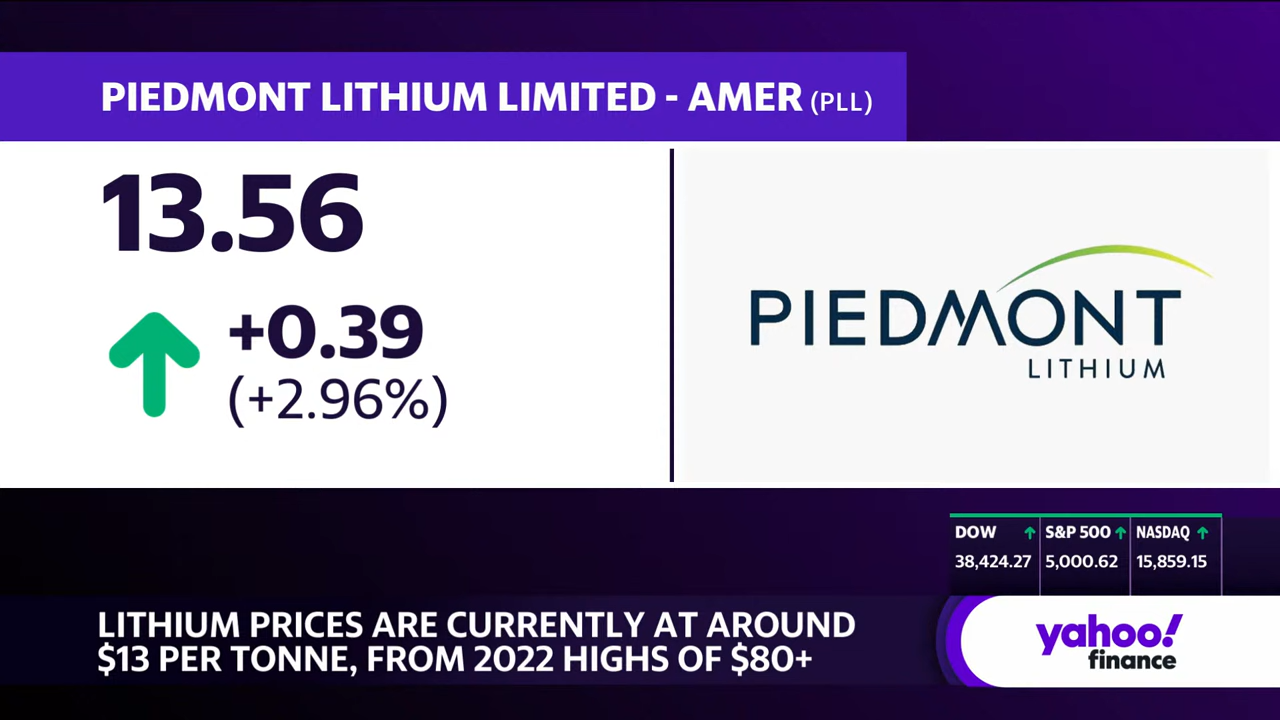 PIEDMONT LITHIUM LIMITED - AMER (PLL)
13.56
+0.39
(+2.96%)
PIEDMONT
LITHIUM
DOW S&P 500 NASDAQ
38,424.27 5,000.62 15,859.15
LITHIUM PRICES ARE CURRENTLY AT AROUND
$13 PER TONNE, FROM 2022 HIGHS OF $80+
yahoo!
finance